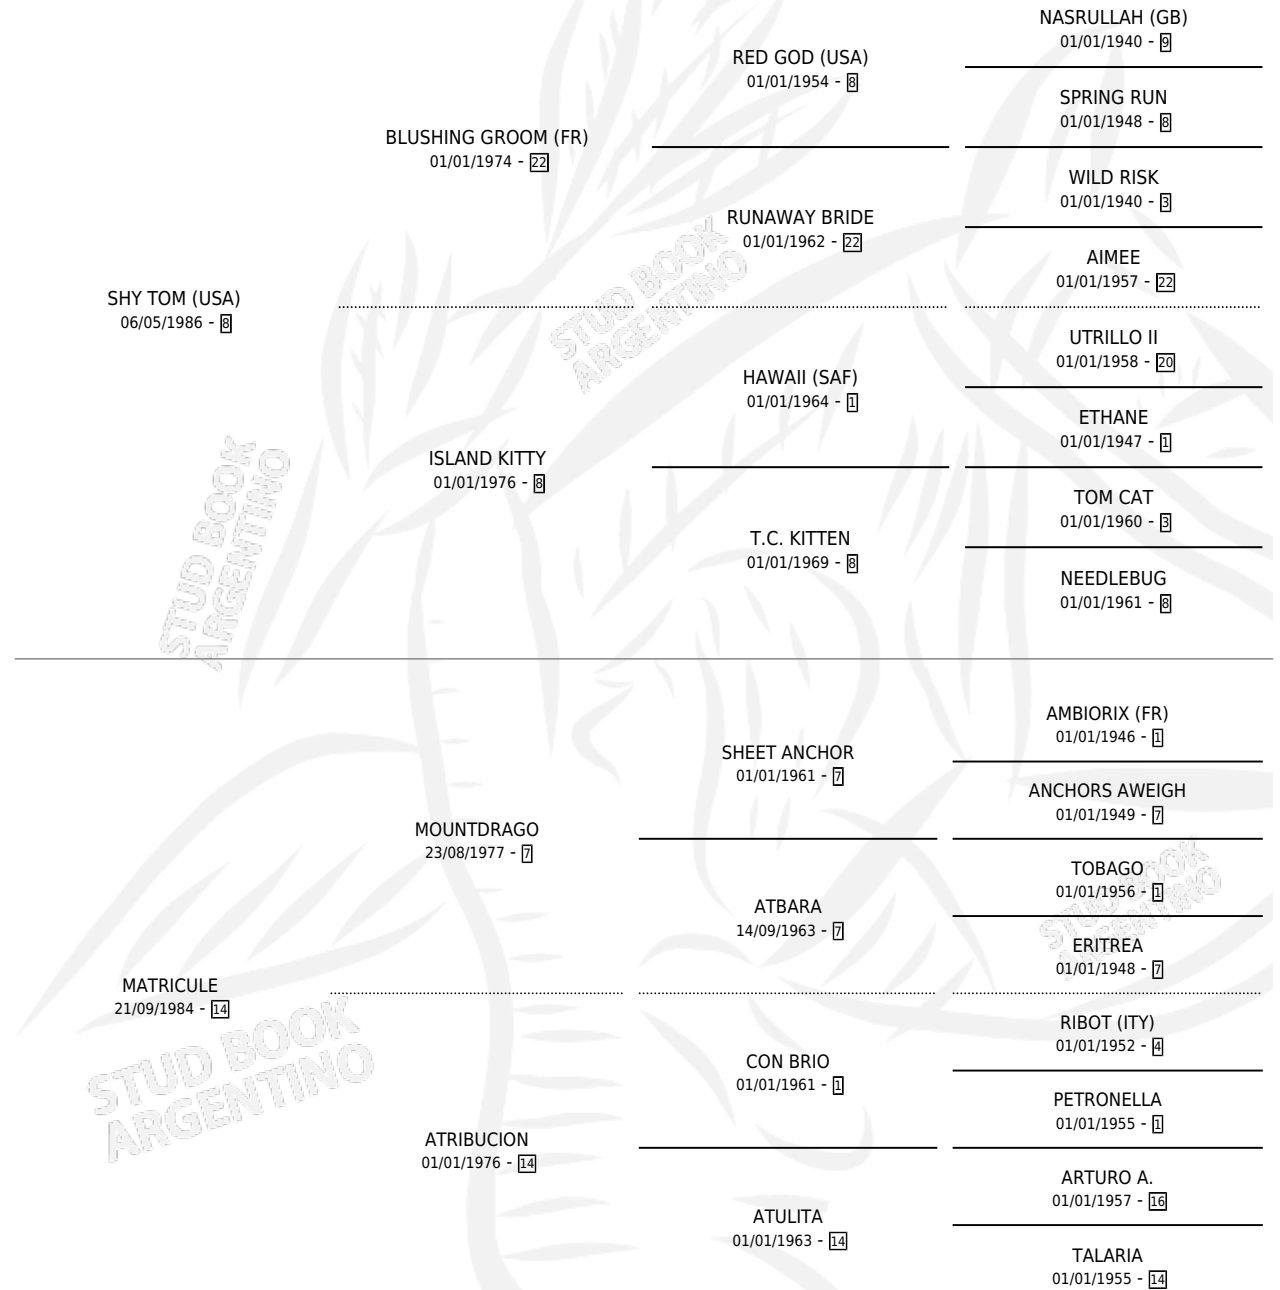 NASRULLAH (GB)
01/01/1940 - 9
RED GOD (USA)
01/01/1954 - 8
SPRING RUN
01/01/1948 - 8
BLUSHING GROOM (FR)
01/01/1974 - 22
WILD RISK
01/01/1940 - 3
RUNAWAY BRIDE
01/01/1962 - 22
AIMEE
01/01/1957 - 22
SHY TOM (USA)
06/05/1986 - 8
UTRILLO II
01/01/1958 - 20
HAWAII (SAF)
01/01/1964 - 1
ETHANE
01/01/1947 - 1
ISLAND KITTY
01/01/1976 - 8
TOM CAT
01/01/1960 - 3
T.C. KITTEN
01/01/1969 - 8
NEEDLEBUG
01/01/1961 - 8
AMBIORIX (FR)
01/01/1946 - 1
SHEET ANCHOR
01/01/1961 - 7
ANCHORS AWEIGH
01/01/1949 - 7
MOUNTDRAGO
23/08/1977 - 7
TOBAGO
01/01/1956 - 1
ATBARA
14/09/1963 - 7
ERITREA
01/01/1948 - 7
MATRICULE
21/09/1984 - 14
RIBOT (ITY)
01/01/1952 - 4
CON BRIO
01/01/1961 - 1
PETRONELLA
01/01/1955 - 1
ATRIBUCION
01/01/1976 - 14
ARTURO A.
01/01/1957 - 16
ATULITA
01/01/1963 - 14
TALARIA
01/01/1955 - 14
STUD BOOK
ARGENTINO
STUD BOOK
ARGENTINO
STUD BOOK
ARGENTINO
STUD BOOK
ARGENTINO